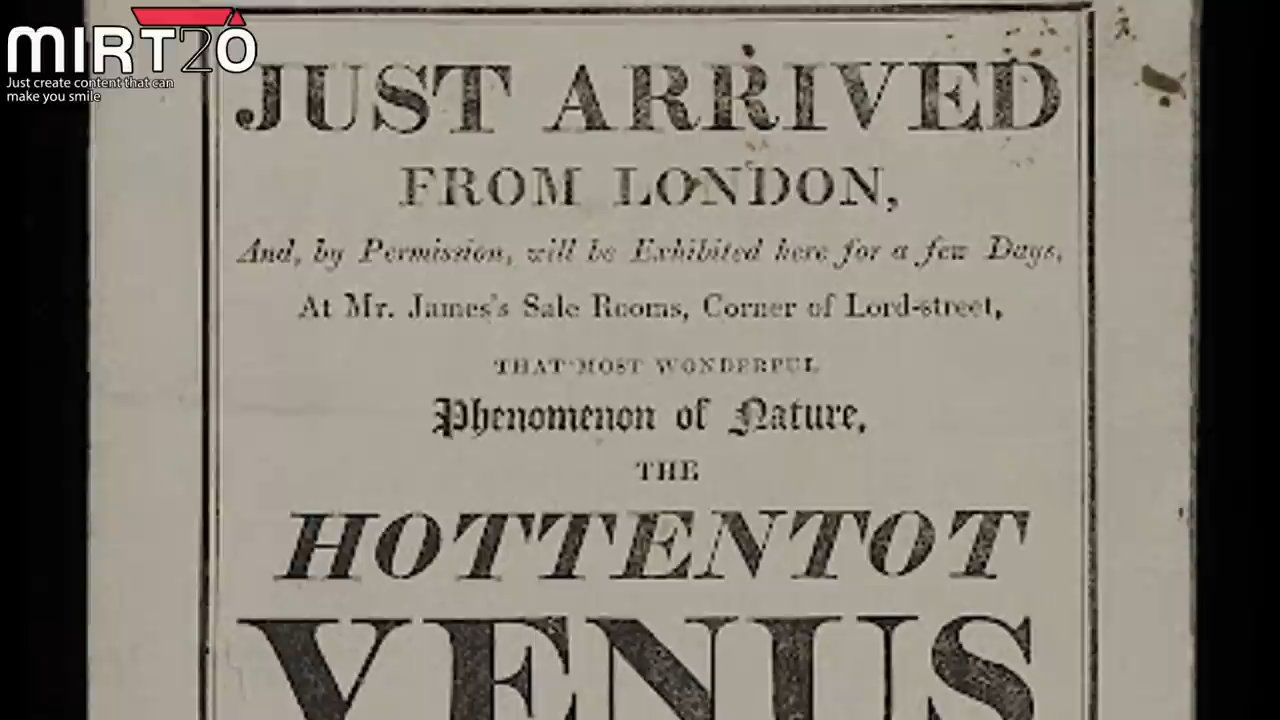 MIRT20
Just create content that can
make you smile
JUST ARRIVED
FROM LONDON,
And, by Permission, will be Exhibited here for a few Days,
At Mr. James's Sale Rooms, Corner of Lord-street,
THAT MOST WONDERFUL
Phenomenon of Nature,
THE
HOTTENTOT
VENUS